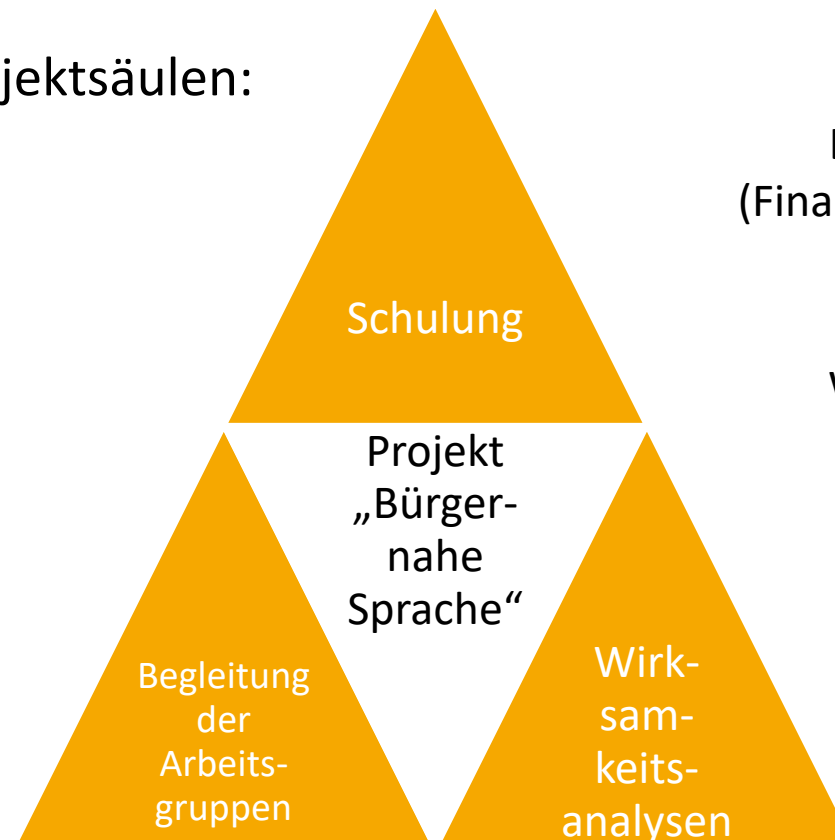 jektsäulen:
(Fina
Schulung
Projekt
„Bürger-
nahe
Sprache“
Begleitung
der
Arbeits-
gruppen
Wirk-
sam-
keits-
analysen